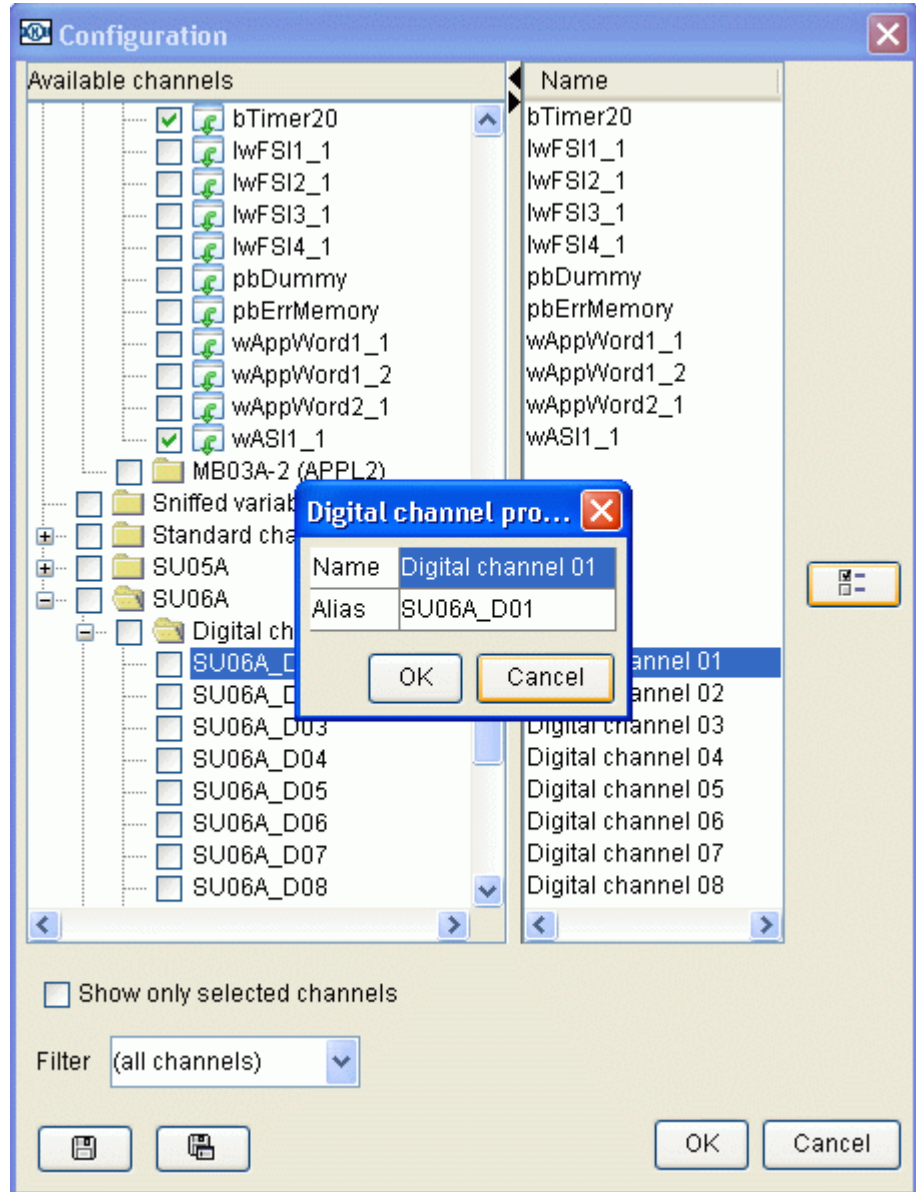 Configuration
Available channels
Name
bTimer20
bTimer20
lwFSI1_1
lwFSI1_1
lwFSI2_1
lwFSI2_1
lwFSI3_1
lwFSI3_1
lwFSI4_1
lwFSI4_1
pbDummy
pbDummy
pbErrMemory
pbErrMemory
wAppWord1_1
wAppWord1_1
wAppWord1_2
wAppWord1_2
wAppWord2_1
wAppWord2_1
wASI1_1
wASI1_1
MB03A-2 (APPL2)
Sniffed variab
Standard cha
SU05A
SU06A
Digital ch
Digital channel pro...
Name Digital channel 01
Alias SU06A_D01
OK Cancel
SU06A_D
annel 01
SU06A_D
annel 02
SU06A_D03
Digital channel 03
SU06A_D04
Digital channel 04
SU06A_D05
Digital channel 05
SU06A_D06
Digital channel 06
SU06A_D07
Digital channel 07
SU06A_D08
Digital channel 08
Show only selected channels
Filter (all channels)
OK Cancel